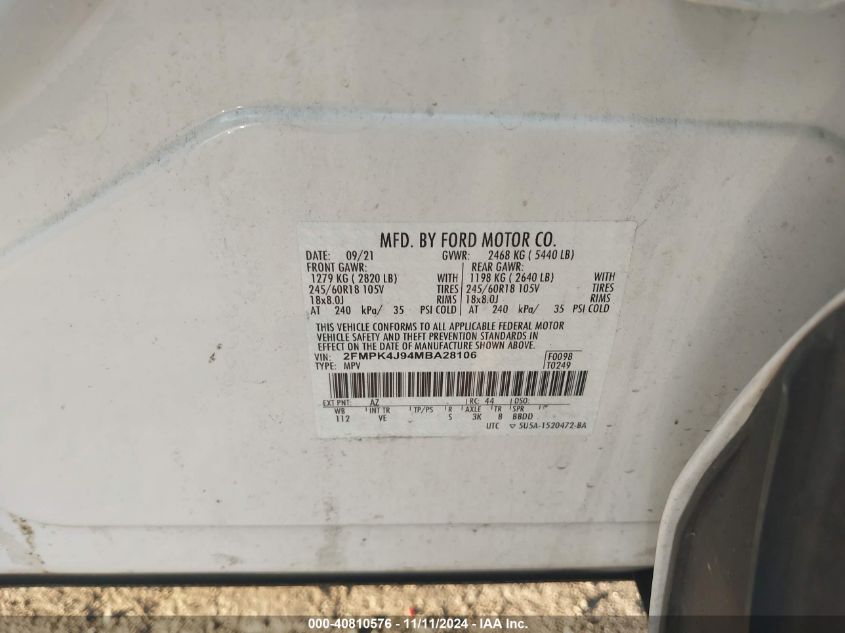 MFD. BY FORD MOTOR CO.
DATE: 09/21 GVWR: 2468 KG ( 5440 LB)
FRONT GAWR: REAR GAWR:
1279 KG ( 2820 LB) WITH 1198 KG ( 2640 LB) WITH
245/60R18 105V TIRES 245/60R18 105V TIRES
18x8.0J RIMS 18x8.0J RIMS
AT 240 kPa/ 35 PSI COLD AT 240 kPa/ 35 PSI COLD
THIS VEHICLE CONFORMS TO ALL APPLICABLE FEDERAL MOTOR
VEHICLE SAFETY AND THEFT PREVENTION STANDARDS IN
EFFECT ON THE DATE OF MANUFACTURE SHOWN ABOVE.
VIN: 2FMPK4J94MBA28106 F0098
TYPE: MPV T0249
EXT PNT: AZ RC: 44 DSO:
WB INT TR TP/PS R AXLE TR SPR
112 VE 5 3K B BBDD
UTC ▽ 5U5A-1520472-BA
000-40810576 - 11/11/2024 - IAA Inc.